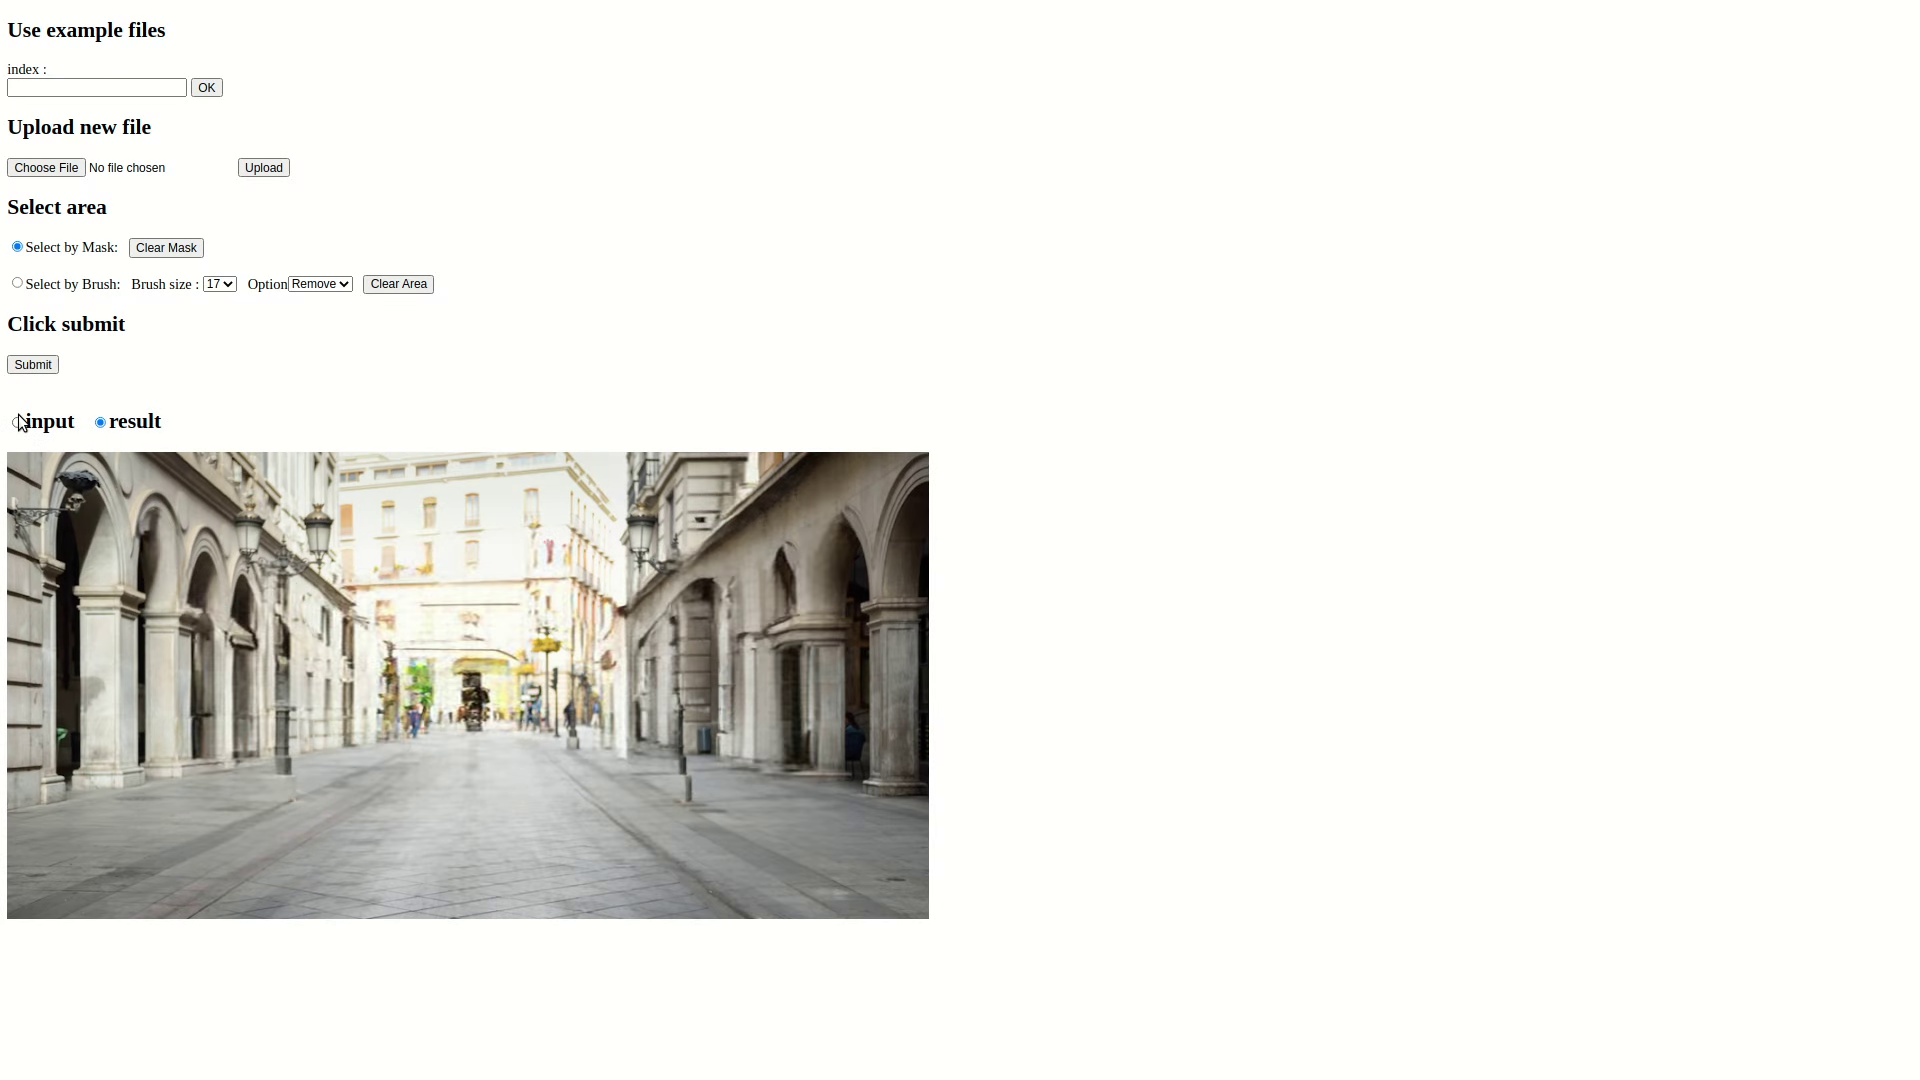 Use example files
index :
OK
Upload new file
Choose File No file chosen Upload
Select area
Select by Mask: Clear Mask
Select by Brush: Brush size : 17 Option Remove Clear Area
Click submit
Submit
input result